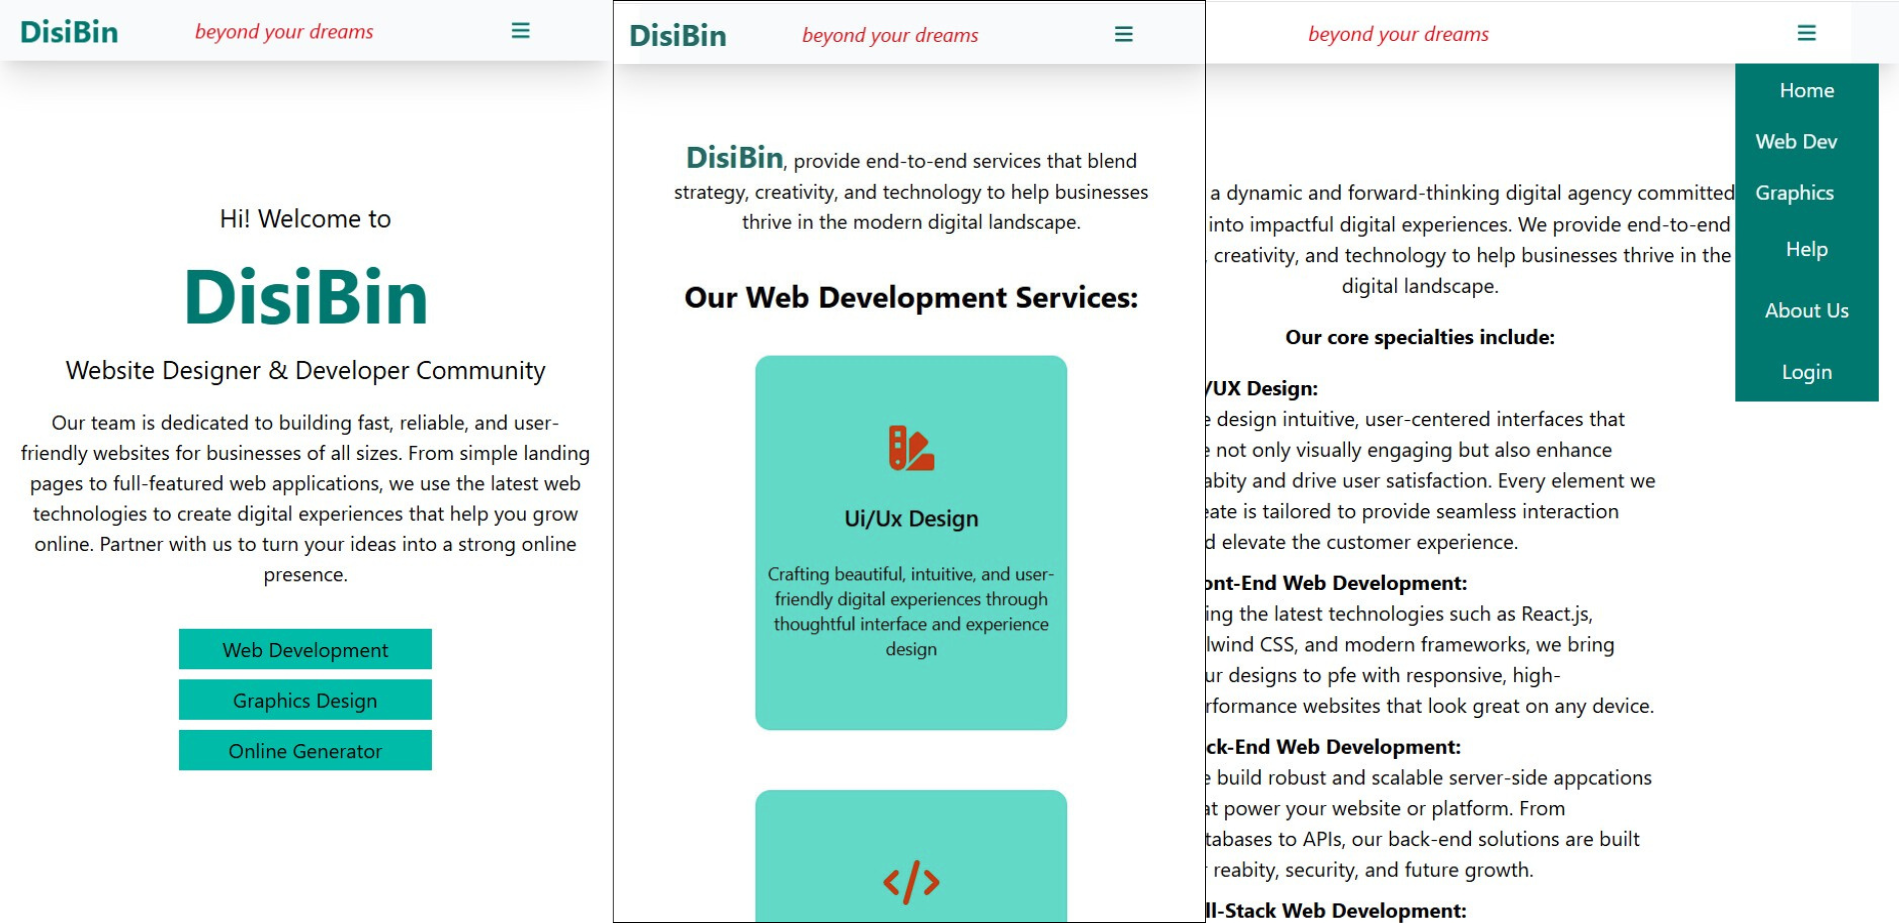 DisiBin
beyond your dreams
Hi! Welcome to
DisiBin
Website Designer & Developer Community
Our team is dedicated to building fast, reliable, and user-
friendly websites for businesses of all sizes. From simple landing
pages to full-featured web applications, we use the latest web
technologies to create digital experiences that help you grow
online. Partner with us to turn your ideas into a strong online
presence.
Web Development
Graphics Design
Online Generator
DisiBin
beyond your dreams
DisiBin, provide end-to-end services that blend
strategy, creativity, and technology to help businesses
thrive in the modern digital landscape.
Our Web Development Services:
Ui/Ux Design
Crafting beautiful, intuitive, and user-
friendly digital experiences through
thoughtful interface and experience
design
beyond your dreams
Home
Web Dev
Graphics
Help
About Us
Login
a dynamic and forward-thinking digital agency committed
into impactful digital experiences. We provide end-to-end
, creativity, and technology to help businesses thrive in the
digital landscape.
Our core specialties include:
/UX Design:
e design intuitive, user-centered interfaces that
e not only visually engaging but also enhance
abity and drive user satisfaction. Every element we
eate is tailored to provide seamless interaction
d elevate the customer experience.
ont-End Web Development:
ing the latest technologies such as React.js,
lwind CSS, and modern frameworks, we bring
ur designs to pfe with responsive, high-
rformance websites that look great on any device.
ck-End Web Development:
e build robust and scalable server-side appcations
at power your website or platform. From
tabases to APIs, our back-end solutions are built
r reabity, security, and future growth.
ll-Stack Web Development: